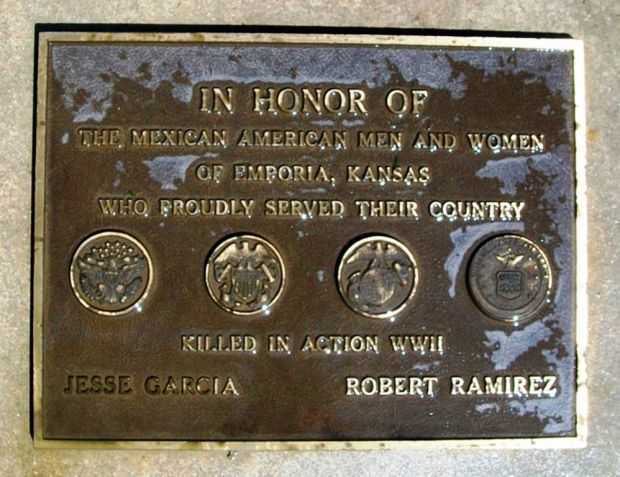 IN HONOR OF
THE MEXICAN AMERICAN MEN AND WOMEN
OF EMPORIA, KANSAS
WHO PROUDLY SERVED THEIR COUNTRY
KILLED IN ACTION WWII
JESSE GARCIA ROBERT RAMIREZ